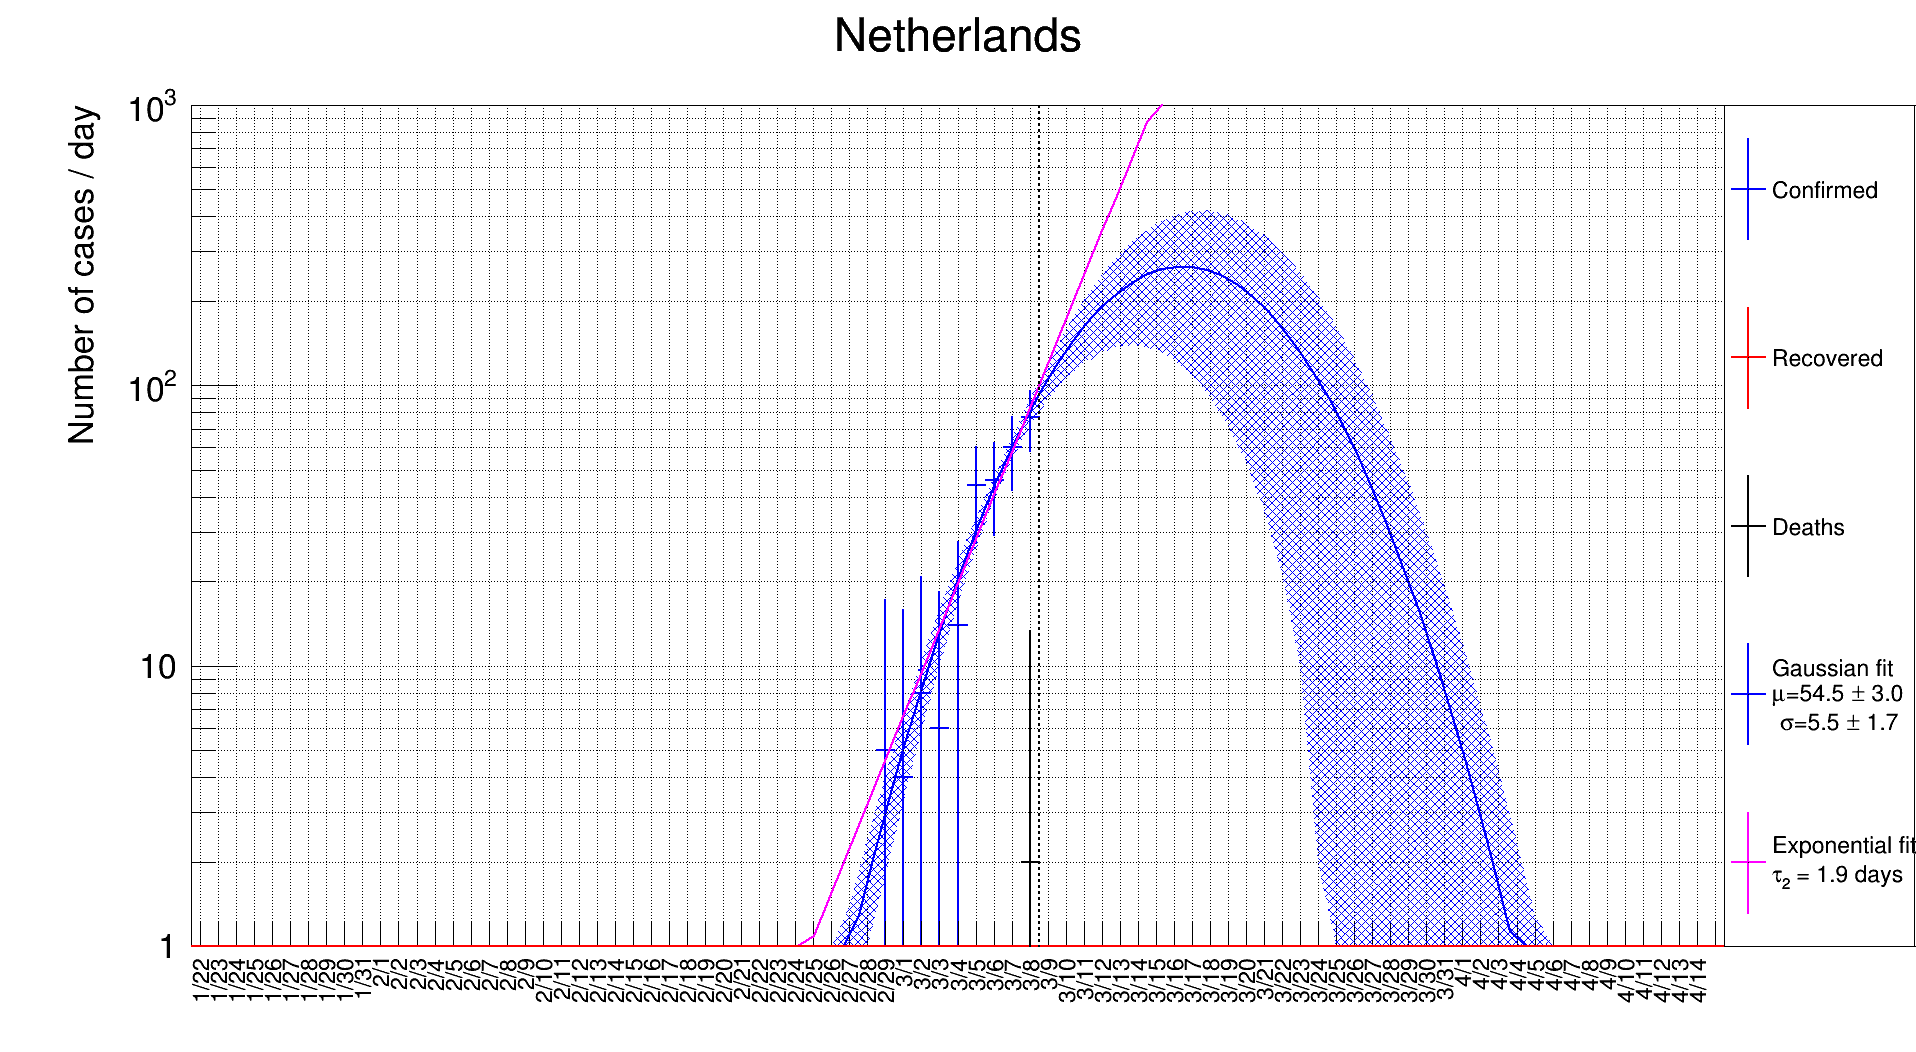 Netherlands
Number of cases / day
10³
10²
10
1
1/22 1/23 1/24 1/25 1/26 1/27 1/28 1/29 1/30 1/31 2/1 2/2 2/3 2/4 2/5 2/6 2/7 2/8 2/9 2/10 2/11 2/12 2/13 2/14 2/15 2/16 2/17 2/18 2/19 2/20 2/21 2/22 2/23 2/24 2/25 2/26 2/27 2/28 2/29 3/1 3/2 3/3 3/4 3/5 3/6 3/7 3/8 3/9 3/10 3/11 3/12 3/13 3/14 3/15 3/16 3/17 3/18 3/19 3/20 3/21 3/22 3/23 3/24 3/25 3/26 3/27 3/28 3/29 3/30 3/31 4/1 4/2 4/3 4/4 4/5 4/6 4/7 4/8 4/9 4/10 4/11 4/12 4/13 4/14
Confirmed
Recovered
Deaths
Gaussian fit
μ=54.5 ± 3.0
σ=5.5 ± 1.7
Exponential fit
τ₂ = 1.9 days